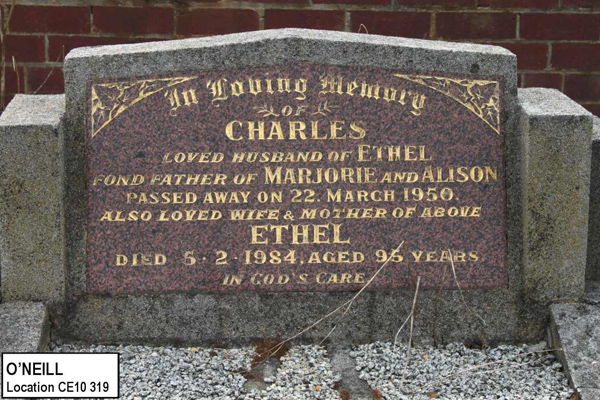 In Loving Memory
OF
CHARLES
LOVED HUSBAND OF ETHEL
FOND FATHER OF MARJORIE AND ALISON
PASSED AWAY ON 22. MARCH 1950.
ALSO LOVED WIFE & MOTHER OF ABOVE
ETHEL
DIED 5-2-1984, AGED 95 YEARS
IN GOD'S CARE
O'NEILL
Location CE10 319